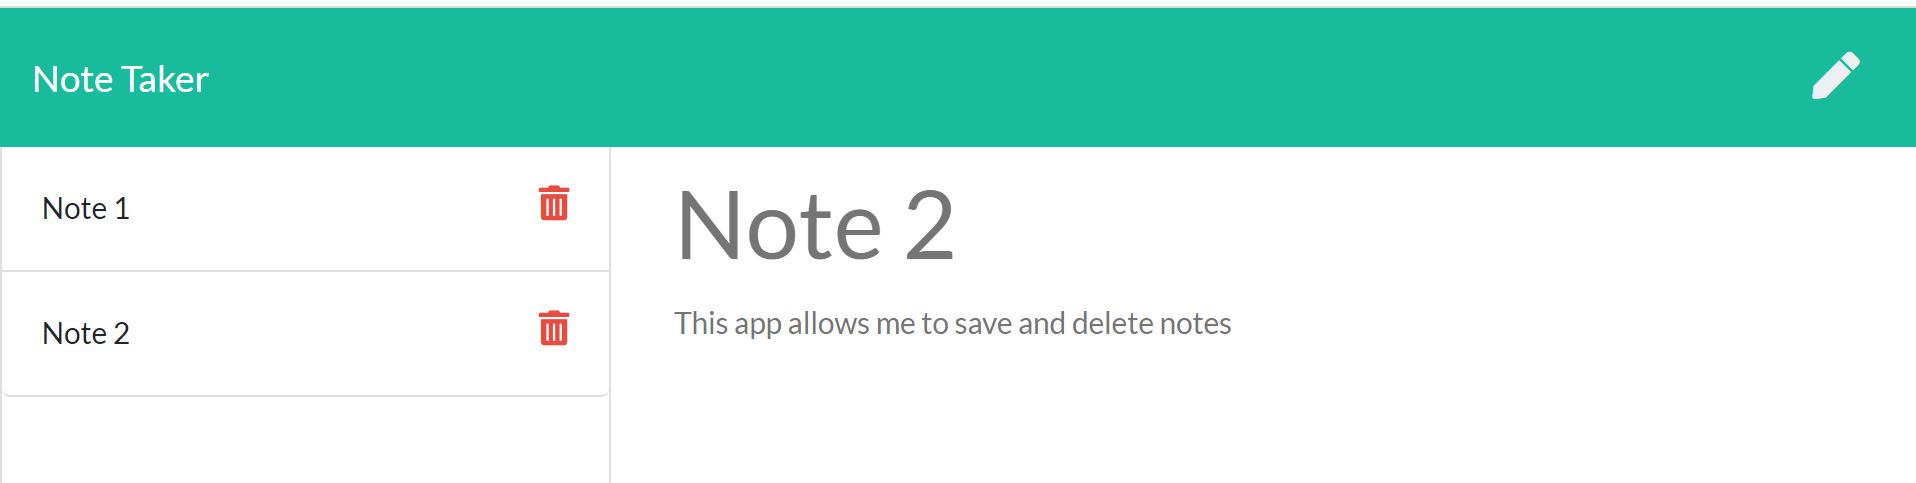 Note Taker
Note 1
Note 2
Note 2
This app allows me to save and delete notes